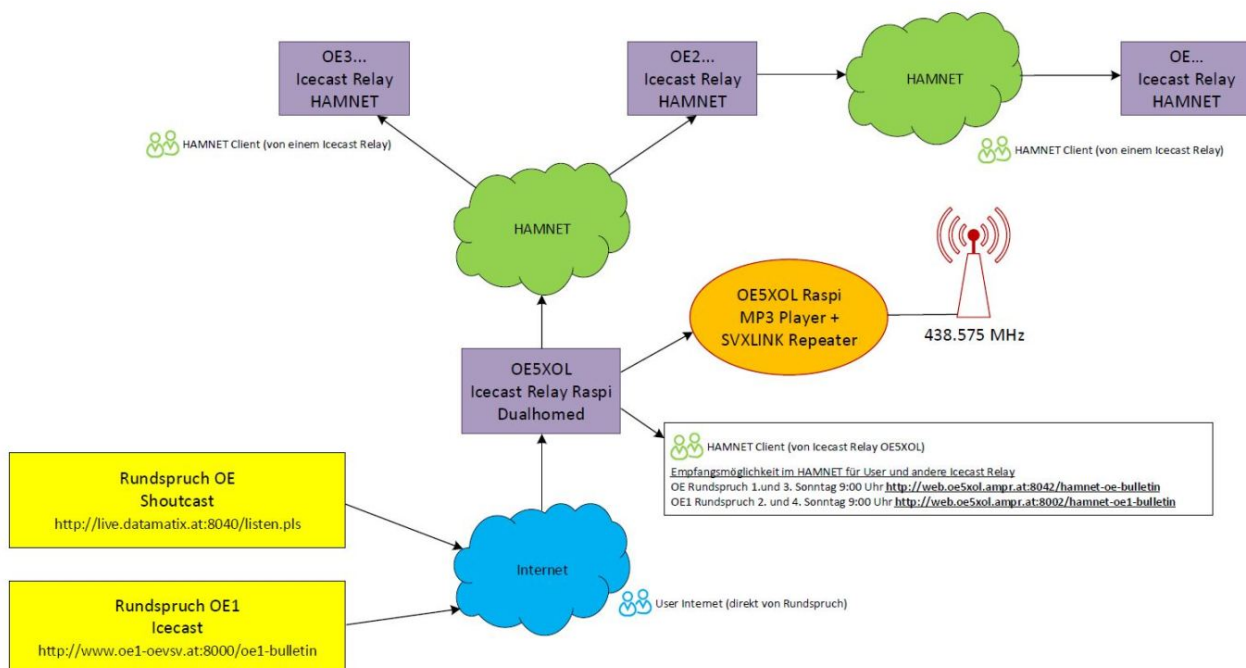 OE3...
Icecast Relay
HAMNET
OE2...
Icecast Relay
HAMNET
HAMNET
OE...
Icecast Relay
HAMNET
HAMNET Client (von einem Icecast Relay)
HAMNET Client (von einem Icecast Relay)
HAMNET
OE5XOL Raspi
MP3 Player +
SVXLINK Repeater
438.575 MHz
OE5XOL
Icecast Relay Raspi
Dualhomed
HAMNET Client (von Icecast Relay OE5XOL)
Empfangsmöglichkeit im HAMNET für User und andere Icecast Relay
OE Rundspruch 1.und 3. Sonntag 9:00 Uhr http://web.oe5xol.ampr.at:8042/hamnet-oe-bulletin
OE1 Rundspruch 2. und 4. Sonntag 9:00 Uhr http://web.oe5xol.ampr.at:8002/hamnet-oe1-bulletin
Rundspruch OE
Shoutcast
http://live.datamatix.at:8040/listen.pls
Internet
User Internet (direkt von Rundspruch)
Rundspruch OE1
Icecast
http://www.oe1-oevsv.at:8000/oe1-bulletin